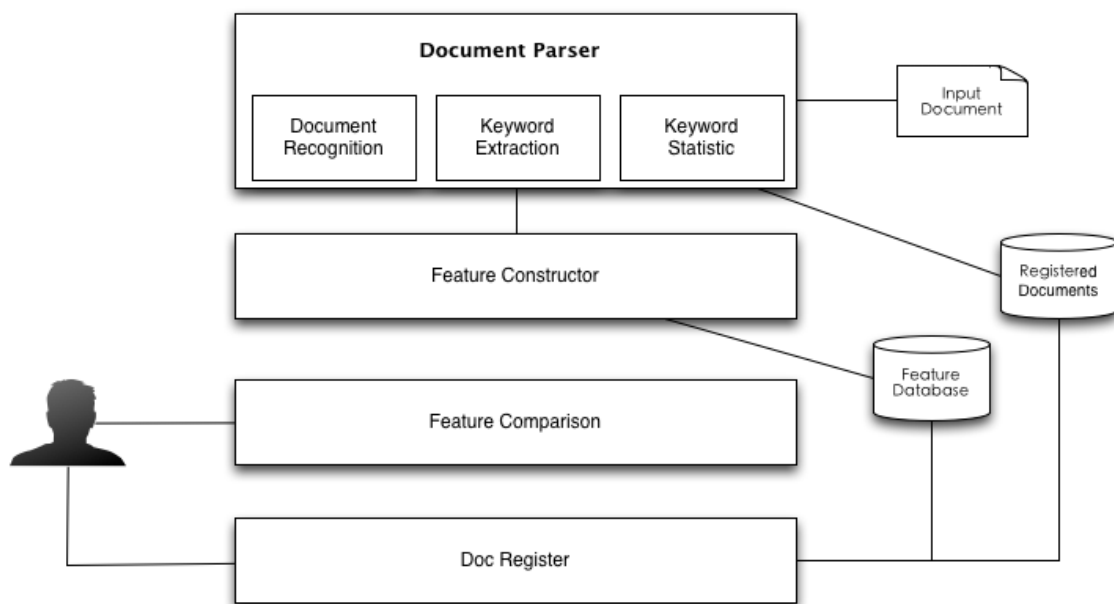 Document Parser
Document
Recognition
Keyword
Extraction
Keyword
Statistic
Input
Document
Feature Constructor
Registered
Documents
Feature
Database
Feature Comparison
Doc Register